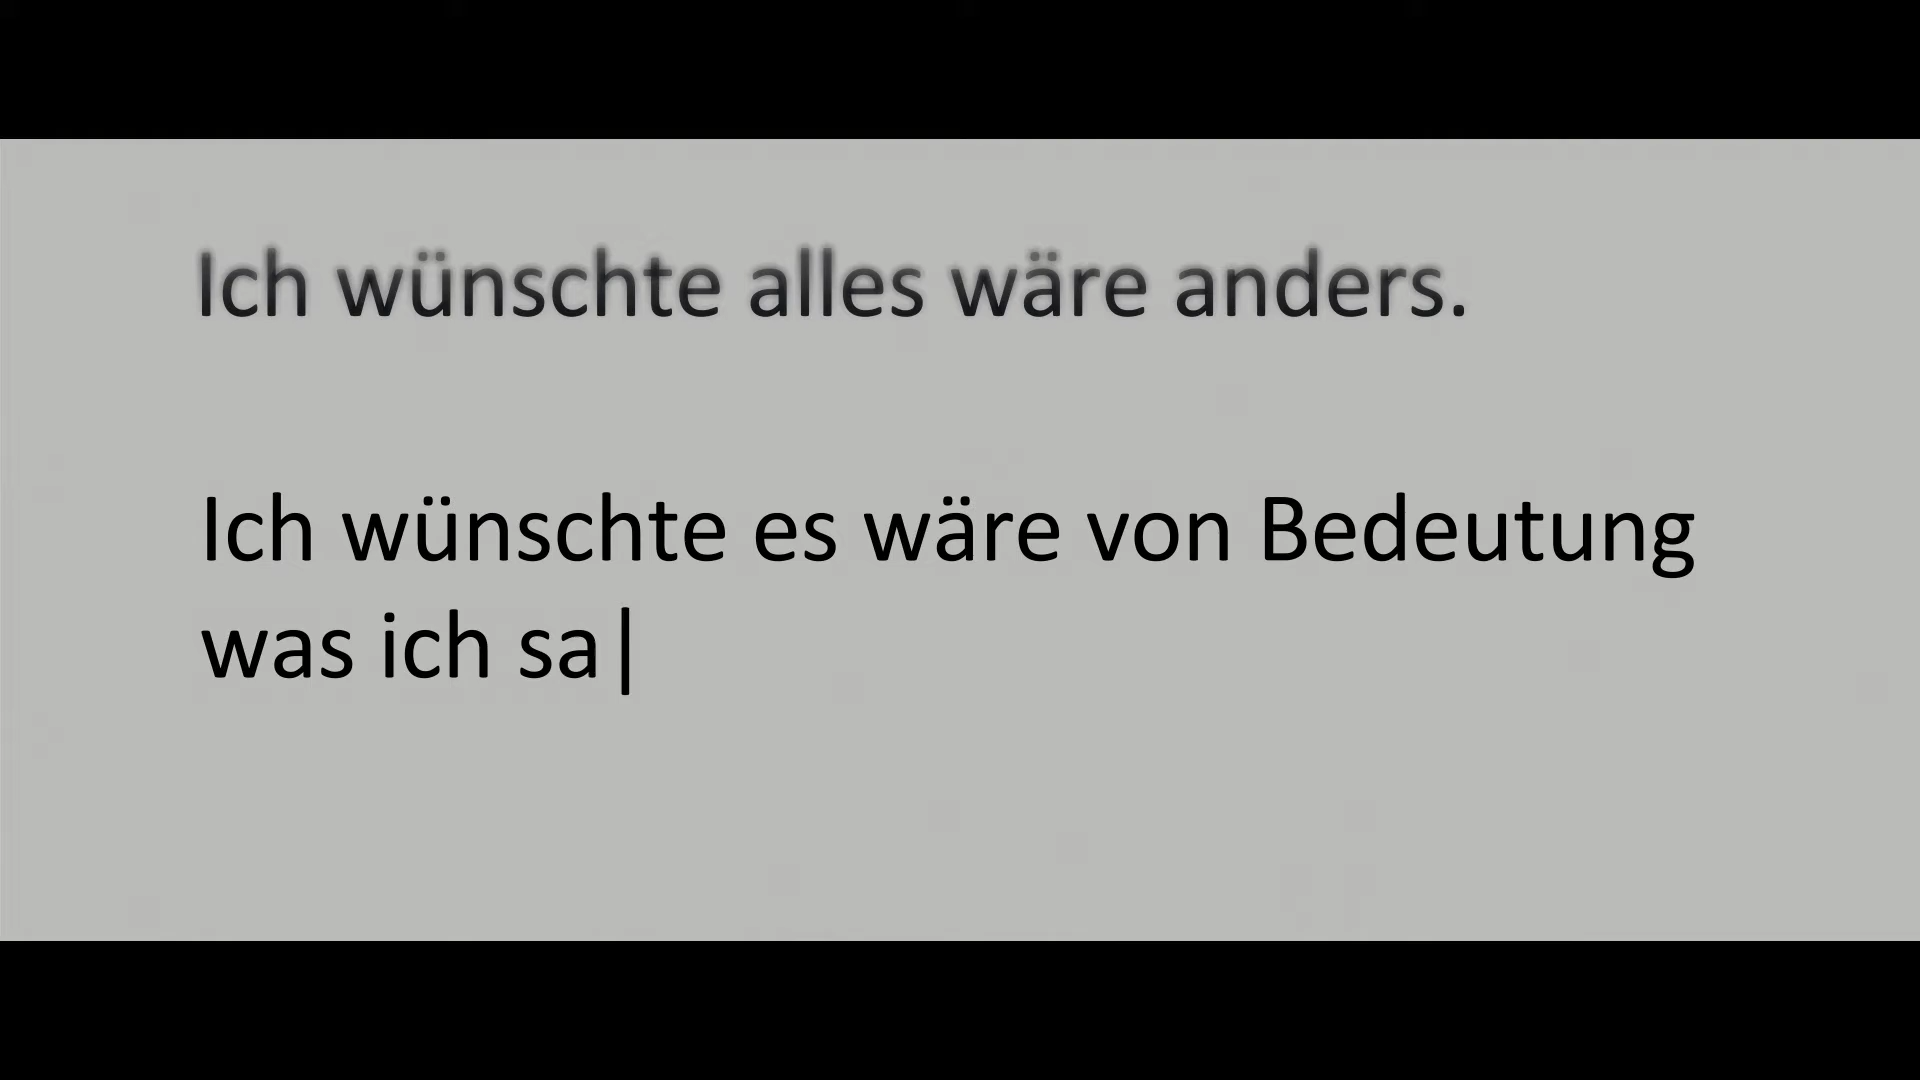 Ich wünschte alles wäre anders.
Ich wünschte es wäre von Bedeutung
was ich sa|